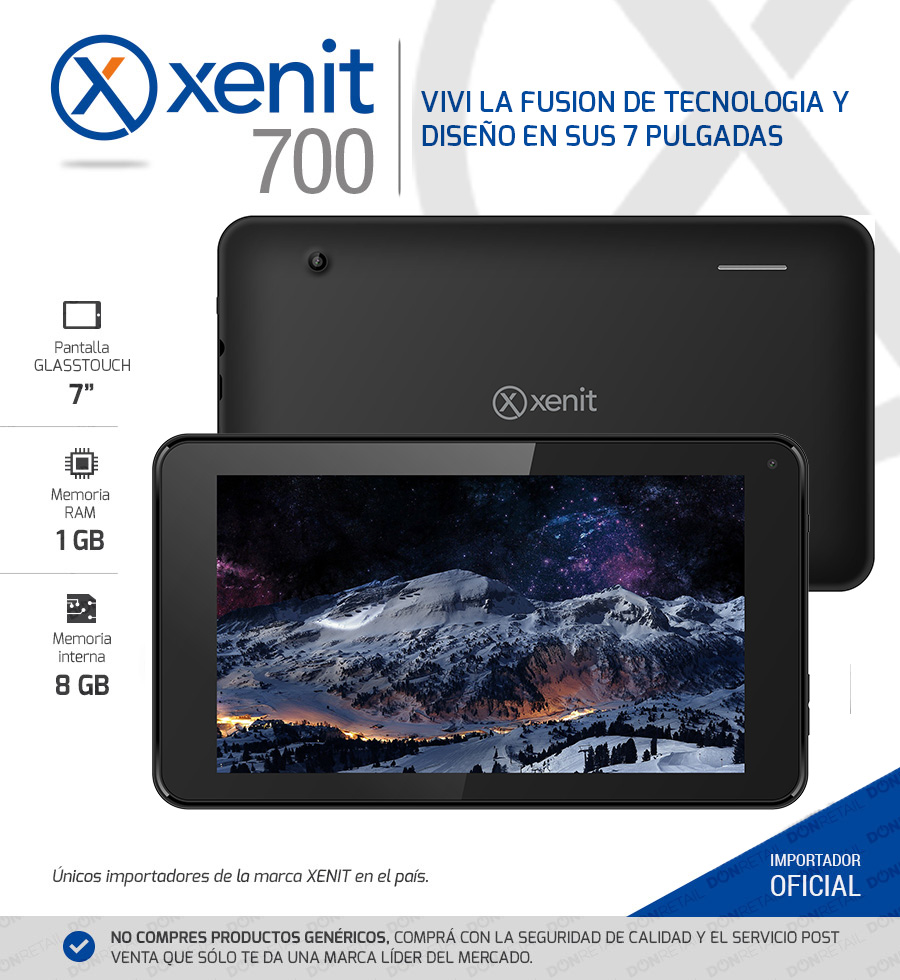 xenit
700
VIVI LA FUSION DE TECNOLOGIA Y
DISEÑO EN SUS 7 PULGADAS
xenit
Pantalla
GLASSTOUCH
7”
Memoria
RAM
1 GB
Memoria
interna
8 GB
Únicos importadores de la marca XENIT en el país.
IMPORTADOR
OFICIAL
DONRETAIL
NO COMPRES PRODUCTOS GENÉRICOS, COMPRÁ CON LA SEGURIDAD DE CALIDAD Y EL SERVICIO POST
VENTA QUE SÓLO TE DA UNA MARCA LÍDER DEL MERCADO.